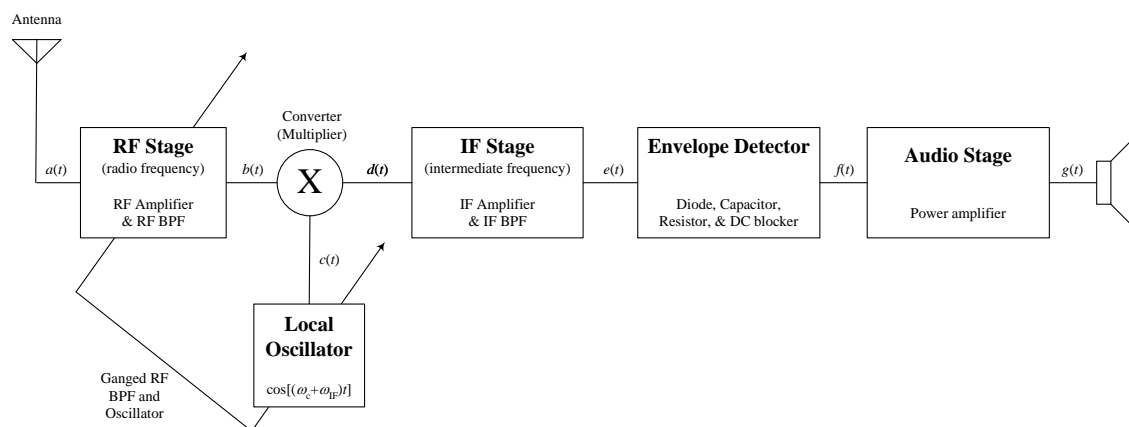 Antenna
a(t)
RF Stage
(radio frequency)
RF Amplifier
& RF BPF
b(t)
Converter
(Multiplier)
X
d(t)
IF Stage
(intermediate frequency)
IF Amplifier
& IF BPF
e(t)
Envelope Detector
Diode, Capacitor,
Resistor, & DC blocker
f(t)
Audio Stage
Power amplifier
g(t)
c(t)
Local
Oscillator
cos[(ωc+ωIF)t]
Ganged RF
BPF and
Oscillator